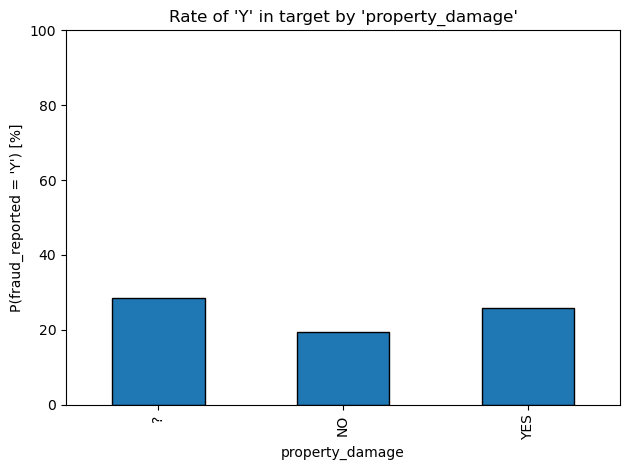 Rate of 'Y' in target by 'property_damage'
P(fraud_reported = 'Y') [%]
100
80
60
40
20
0
?
NO
YES
property_damage